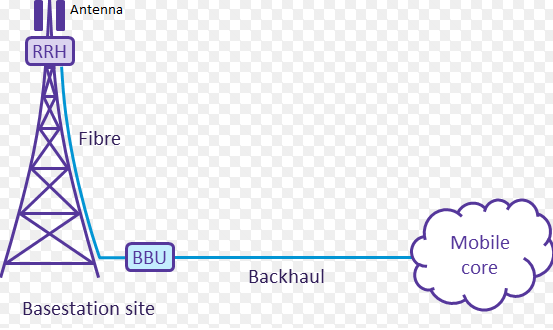 Antenna
RRH
Fibre
BBU
Backhaul
Mobile
core
Basestation site